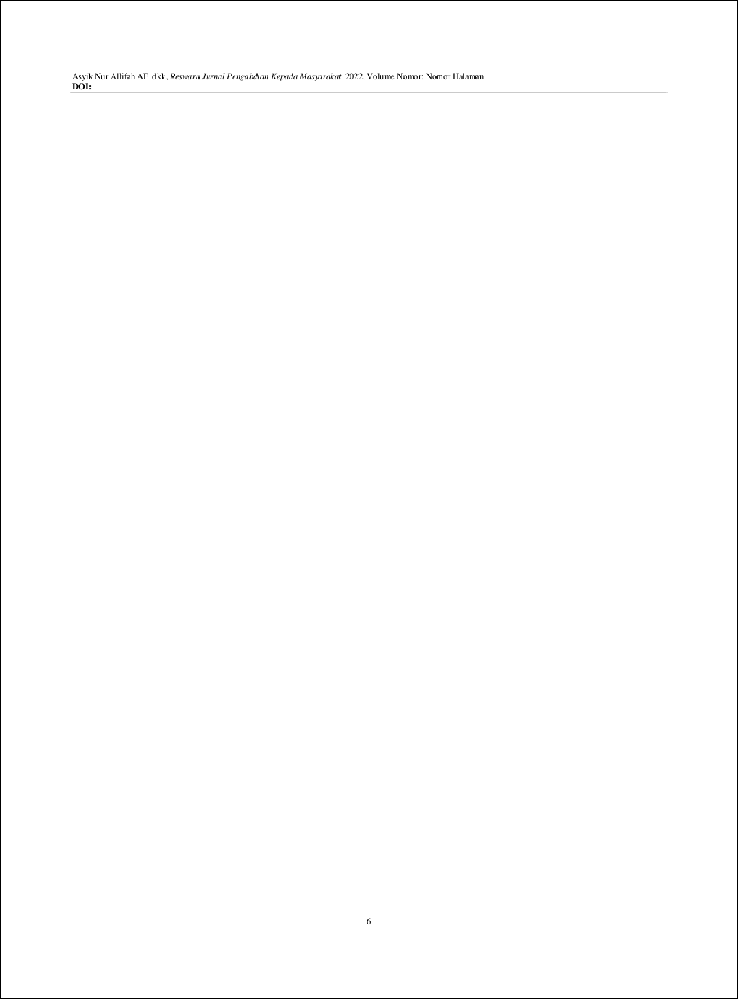 Asyik Nur Allifah AF dkk, Reswara Jurnal Pengabdian Kepada Masyarakat 2022, Volume Nomor: Nomor Halaman
DOI:
6